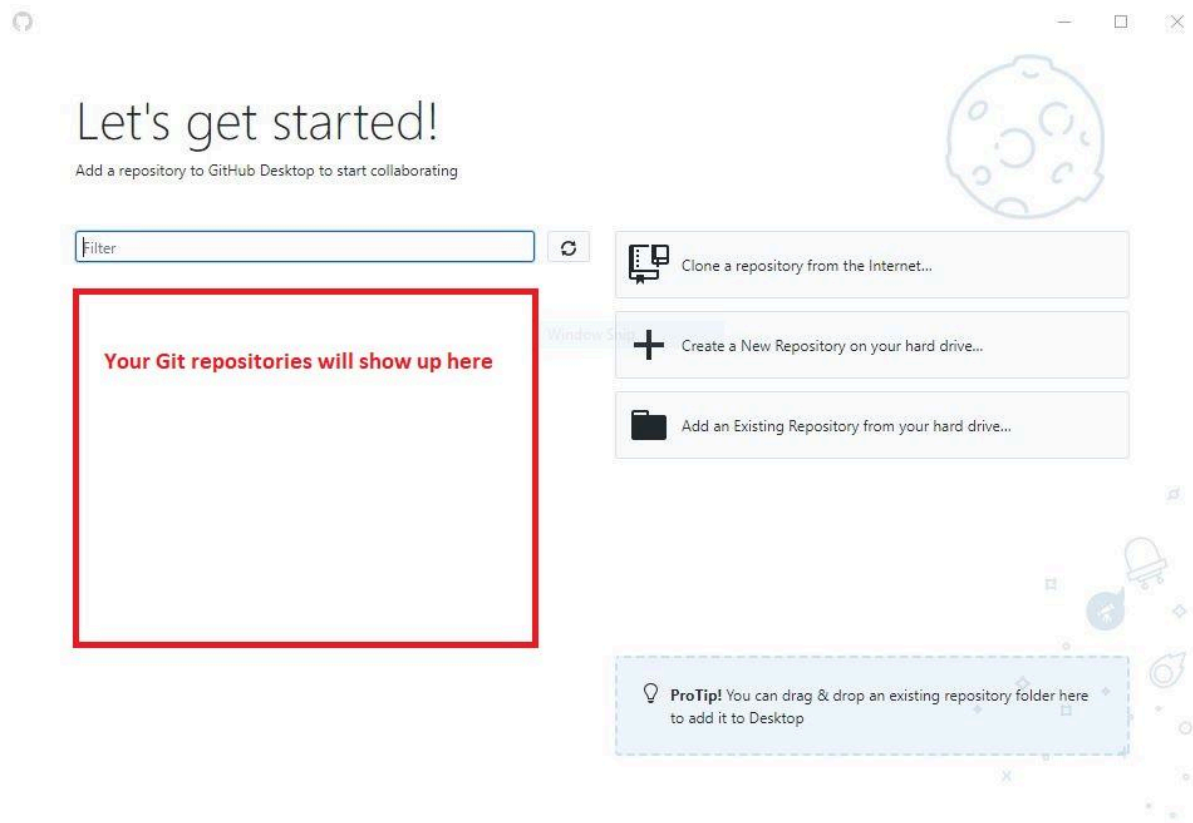 Let's get started!
Add a repository to GitHub Desktop to start collaborating
Filter
Your Git repositories will show up here
Window Snip
Clone a repository from the Internet...
Create a New Repository on your hard drive...
Add an Existing Repository from your hard drive...
ProTip! You can drag & drop an existing repository folder here
to add it to Desktop